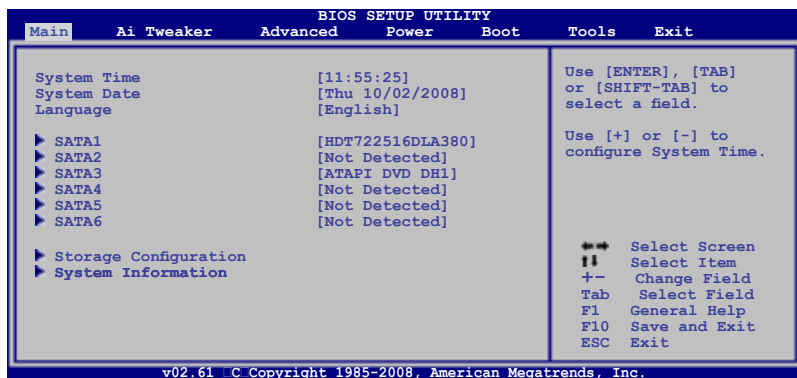 BIOS SETUP UTILITY
Main Ai Tweaker Advanced Power Boot Tools Exit
System Time [11:55:25]
System Date [Thu 10/02/2008]
Language [English]
SATA1 [HDT722516DLA380]
SATA2 [Not Detected]
SATA3 [ATAPI DVD DH1]
SATA4 [Not Detected]
SATA5 [Not Detected]
SATA6 [Not Detected]
Storage Configuration
System Information
Use [ENTER], [TAB]
or [SHIFT-TAB] to
select a field.
Use [+] or [-] to
configure System Time.
←→ Select Screen
↑↓ Select Item
+- Change Field
Tab Select Field
F1 General Help
F10 Save and Exit
ESC Exit
v02.61 □C□Copyright 1985-2008, American Megatrends, Inc.